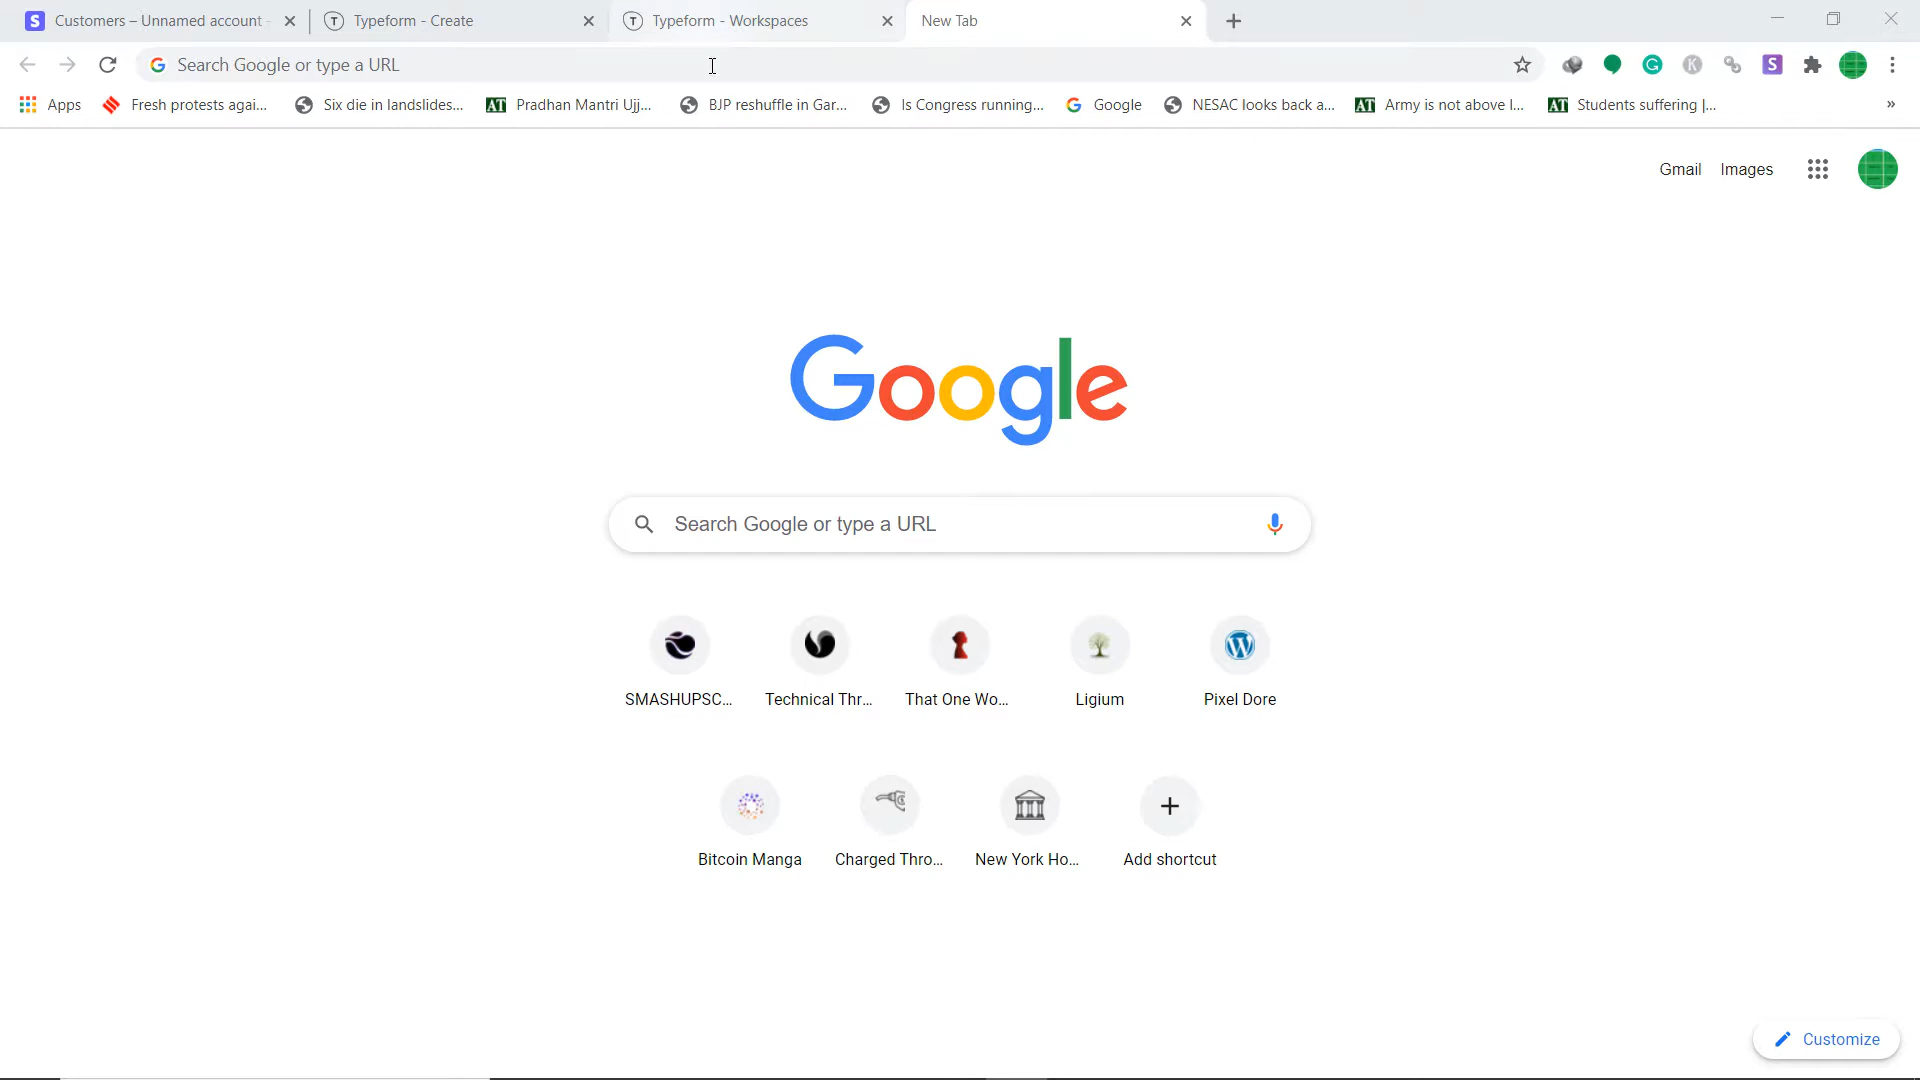 Customers – Unnamed account -
Typeform - Create
Typeform - Workspaces
New Tab
Search Google or type a URL
Apps
Fresh protests agai...
Six die in landslides...
AT Pradhan Mantri Ujj...
BJP reshuffle in Gar...
Is Congress running...
Google
NESAC looks back a...
AT Army is not above l...
AT Students suffering |...
»
Gmail
Images
Google
Search Google or type a URL
SMASHUPSC...
Technical Thr...
That One Wo...
Ligium
Pixel Dore
Bitcoin Manga
Charged Thro...
New York Ho...
Add shortcut
Customize